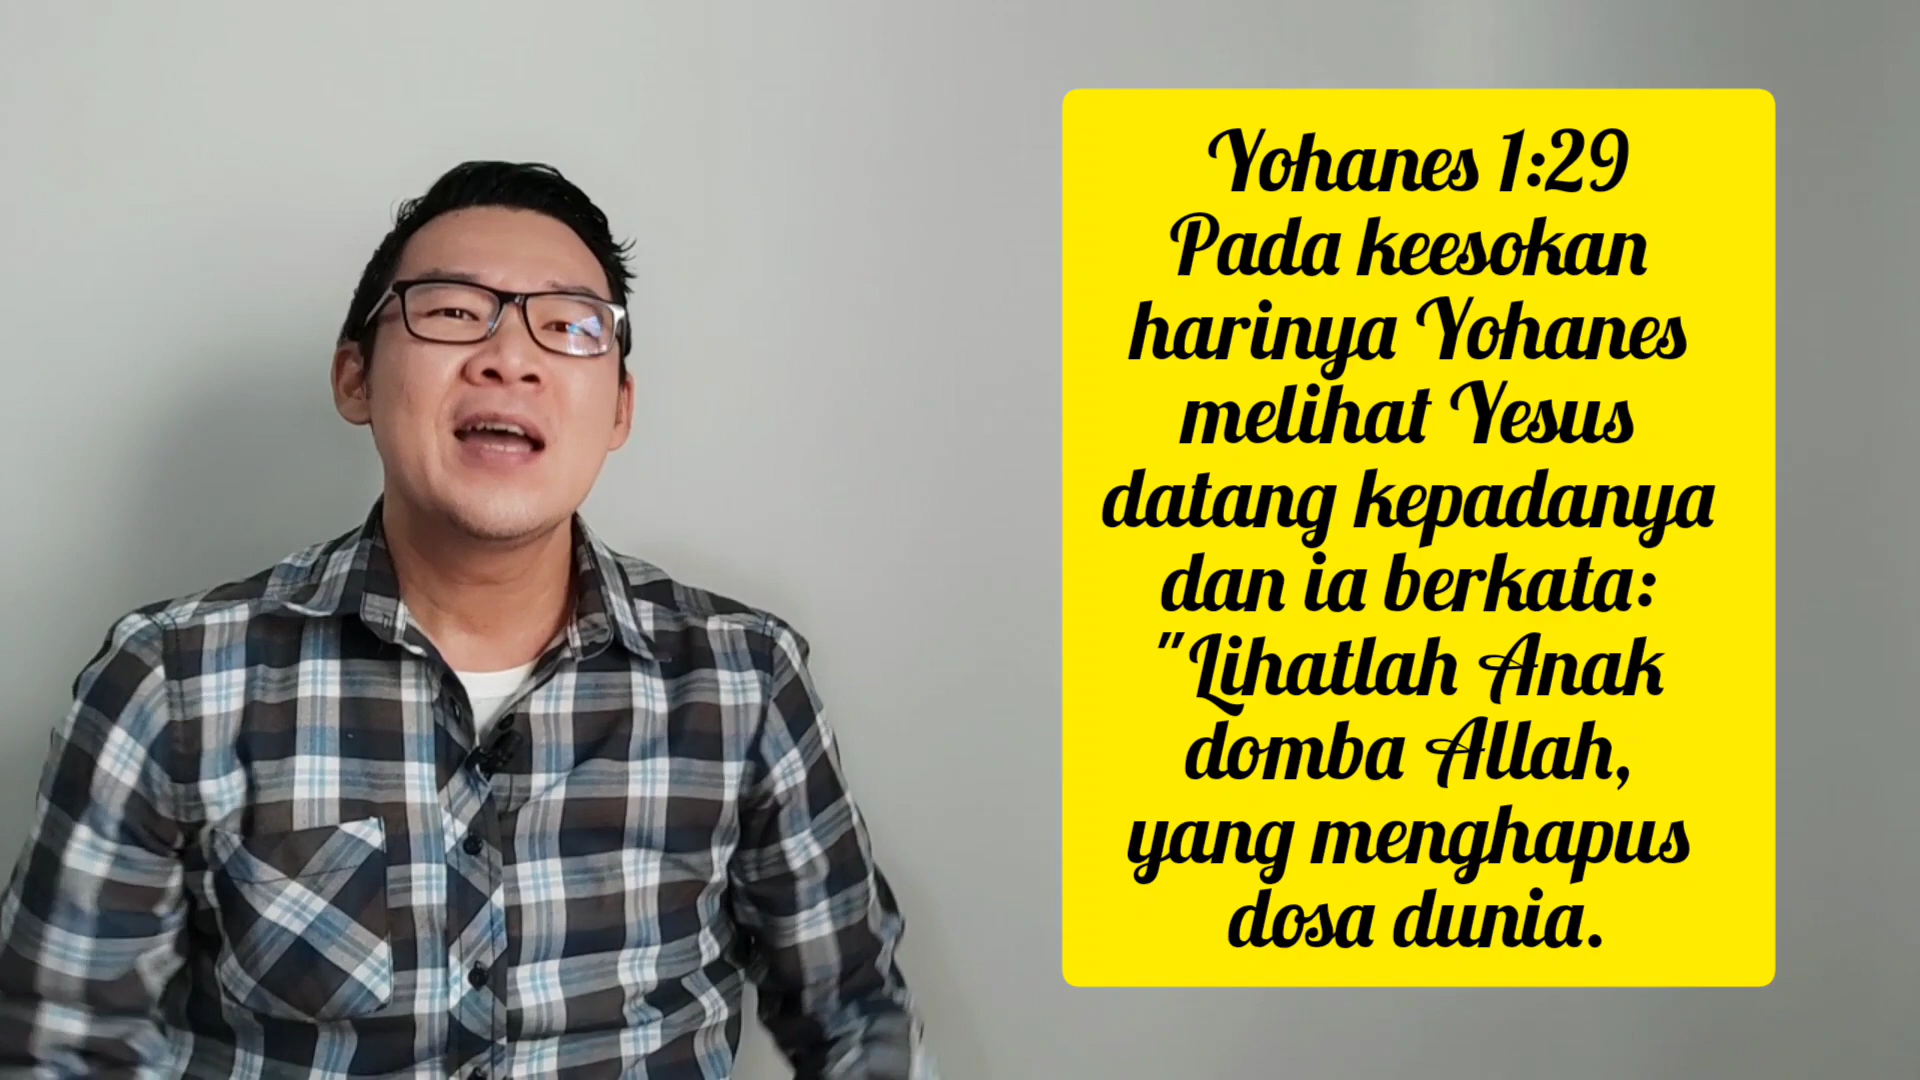 Yohanes 1:29
Pada keesokan
harinya Yohanes
melihat Yesus
datang kepadanya
dan ia berkata:
"Lihatlah Anak
domba Allah,
yang menghapus
dosa dunia.